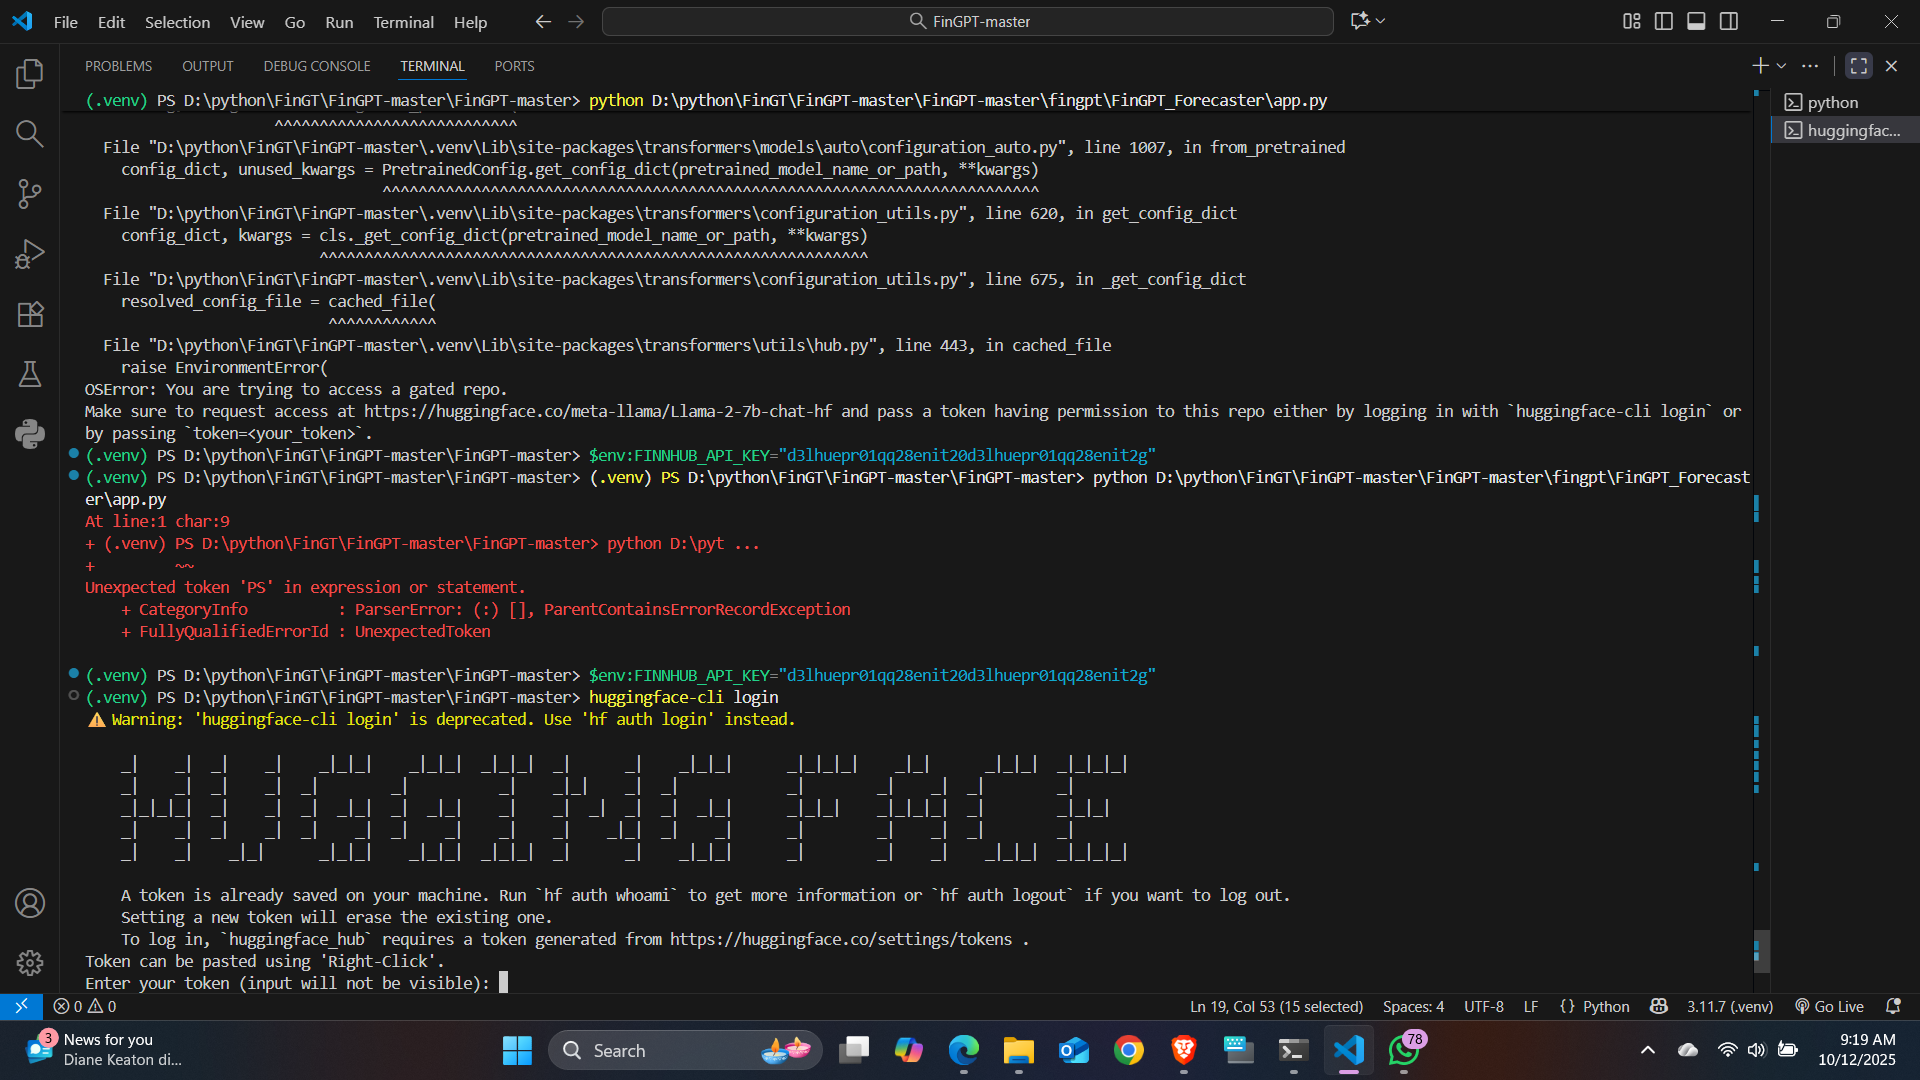 File Edit Selection View Go Run Terminal Help
FinGPT-master
PROBLEMS OUTPUT DEBUG CONSOLE TERMINAL PORTS
(.venv) PS D:\python\FinGT\FinGPT-master\FinGPT-master> python D:\python\FinGT\FinGPT-master\FinGPT-master\fingpt\FinGPT_Forecaster\app.py
python
huggingfac...
^^^^^^^^^^^^^^^^^^^^^^^^^^^
File "D:\python\FinGT\FinGPT-master\.venv\Lib\site-packages\transformers\models\auto\configuration_auto.py", line 1007, in from_pretrained
config_dict, unused_kwargs = PretrainedConfig.get_config_dict(pretrained_model_name_or_path, **kwargs)
^^^^^^^^^^^^^^^^^^^^^^^^^^^^^^^^^^^^^^^^^^^^^^^^^^^^^^^^^^^^^^^^^^^^^^^^^
File "D:\python\FinGT\FinGPT-master\.venv\Lib\site-packages\transformers\configuration_utils.py", line 620, in get_config_dict
config_dict, kwargs = cls._get_config_dict(pretrained_model_name_or_path, **kwargs)
^^^^^^^^^^^^^^^^^^^^^^^^^^^^^^^^^^^^^^^^^^^^^^^^^^^^^^^^^^^^^
File "D:\python\FinGT\FinGPT-master\.venv\Lib\site-packages\transformers\configuration_utils.py", line 675, in _get_config_dict
resolved_config_file = cached_file(
^^^^^^^^^^^^
File "D:\python\FinGT\FinGPT-master\.venv\Lib\site-packages\transformers\utils\hub.py", line 443, in cached_file
raise EnvironmentError(
OSError: You are trying to access a gated repo.
Make sure to request access at https://huggingface.co/meta-llama/Llama-2-7b-chat-hf and pass a token having permission to this repo either by logging in with `huggingface-cli login` or
by passing `token=<your_token>`.
(.venv) PS D:\python\FinGT\FinGPT-master\FinGPT-master> $env:FINNHUB_API_KEY="d3lhuepr01qq28enit20d3lhuepr01qq28enit2g"
(.venv) PS D:\python\FinGT\FinGPT-master\FinGPT-master> (.venv) PS D:\python\FinGT\FinGPT-master\FinGPT-master> python D:\python\FinGT\FinGPT-master\FinGPT-master\fingpt\FinGPT_Forecast
er\app.py
At line:1 char:9
+ (.venv) PS D:\python\FinGT\FinGPT-master\FinGPT-master> python D:\pyt ...
+ ~~
Unexpected token 'PS' in expression or statement.
+ CategoryInfo : ParserError: (:) [], ParentContainsErrorRecordException
+ FullyQualifiedErrorId : UnexpectedToken
(.venv) PS D:\python\FinGT\FinGPT-master\FinGPT-master> $env:FINNHUB_API_KEY="d3lhuepr01qq28enit20d3lhuepr01qq28enit2g"
(.venv) PS D:\python\FinGT\FinGPT-master\FinGPT-master> huggingface-cli login
⚠ Warning: 'huggingface-cli login' is deprecated. Use 'hf auth login' instead.
HUGGING FACE
A token is already saved on your machine. Run `hf auth whoami` to get more information or `hf auth logout` if you want to log out.
Setting a new token will erase the existing one.
To log in, `huggingface_hub` requires a token generated from https://huggingface.co/settings/tokens .
Token can be pasted using 'Right-Click'.
Enter your token (input will not be visible):
0 0 Ln 19, Col 53 (15 selected) Spaces: 4 UTF-8 LF {} Python 3.11.7 (.venv) Go Live
3
News for you
Diane Keaton di...
Search
78
9:19 AM
10/12/2025